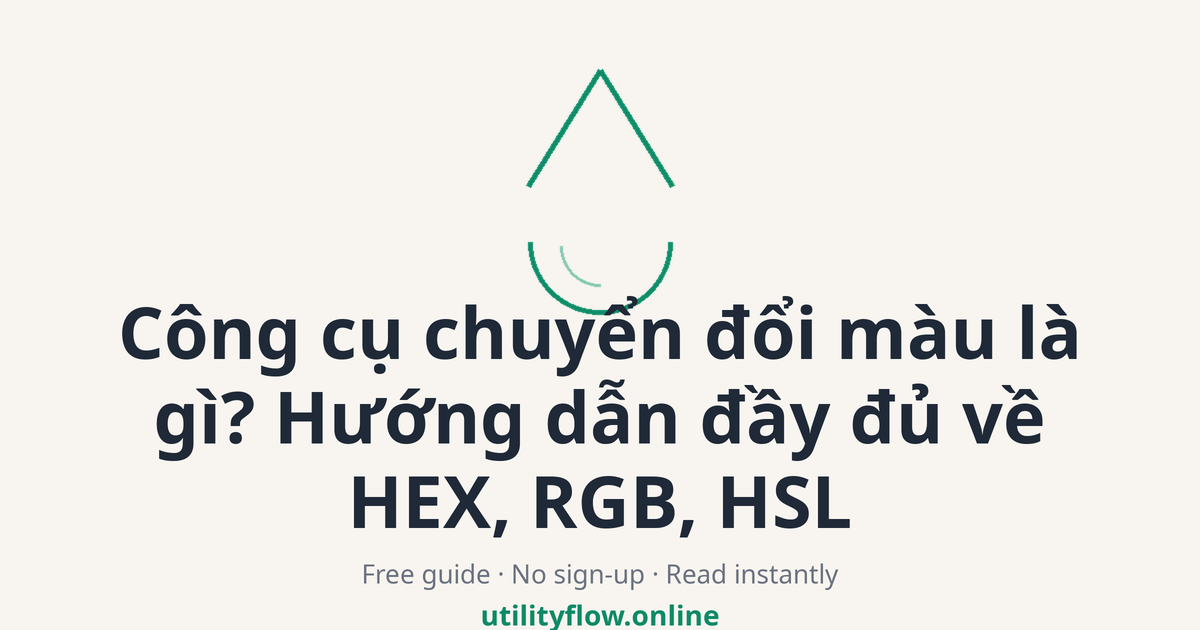 Công cụ chuyển đổi màu là
gì? Hướng dẫn đầy đủ về
HEX, RGB, HSL
Free guide · No sign-up · Read instantly
utilityflow.online